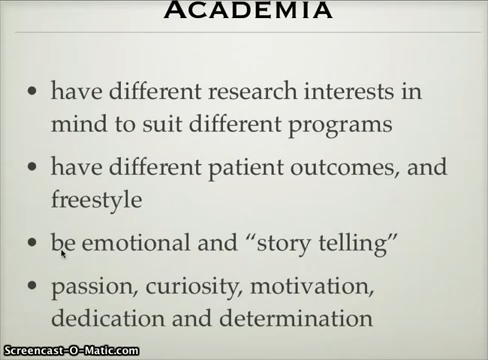 ACADEMIA
• have different research interests in
mind to suit different programs
• have different patient outcomes, and
freestyle
• be emotional and “story telling”
• passion, curiosity, motivation,
dedication and determination
Screencast-O-Matic.com